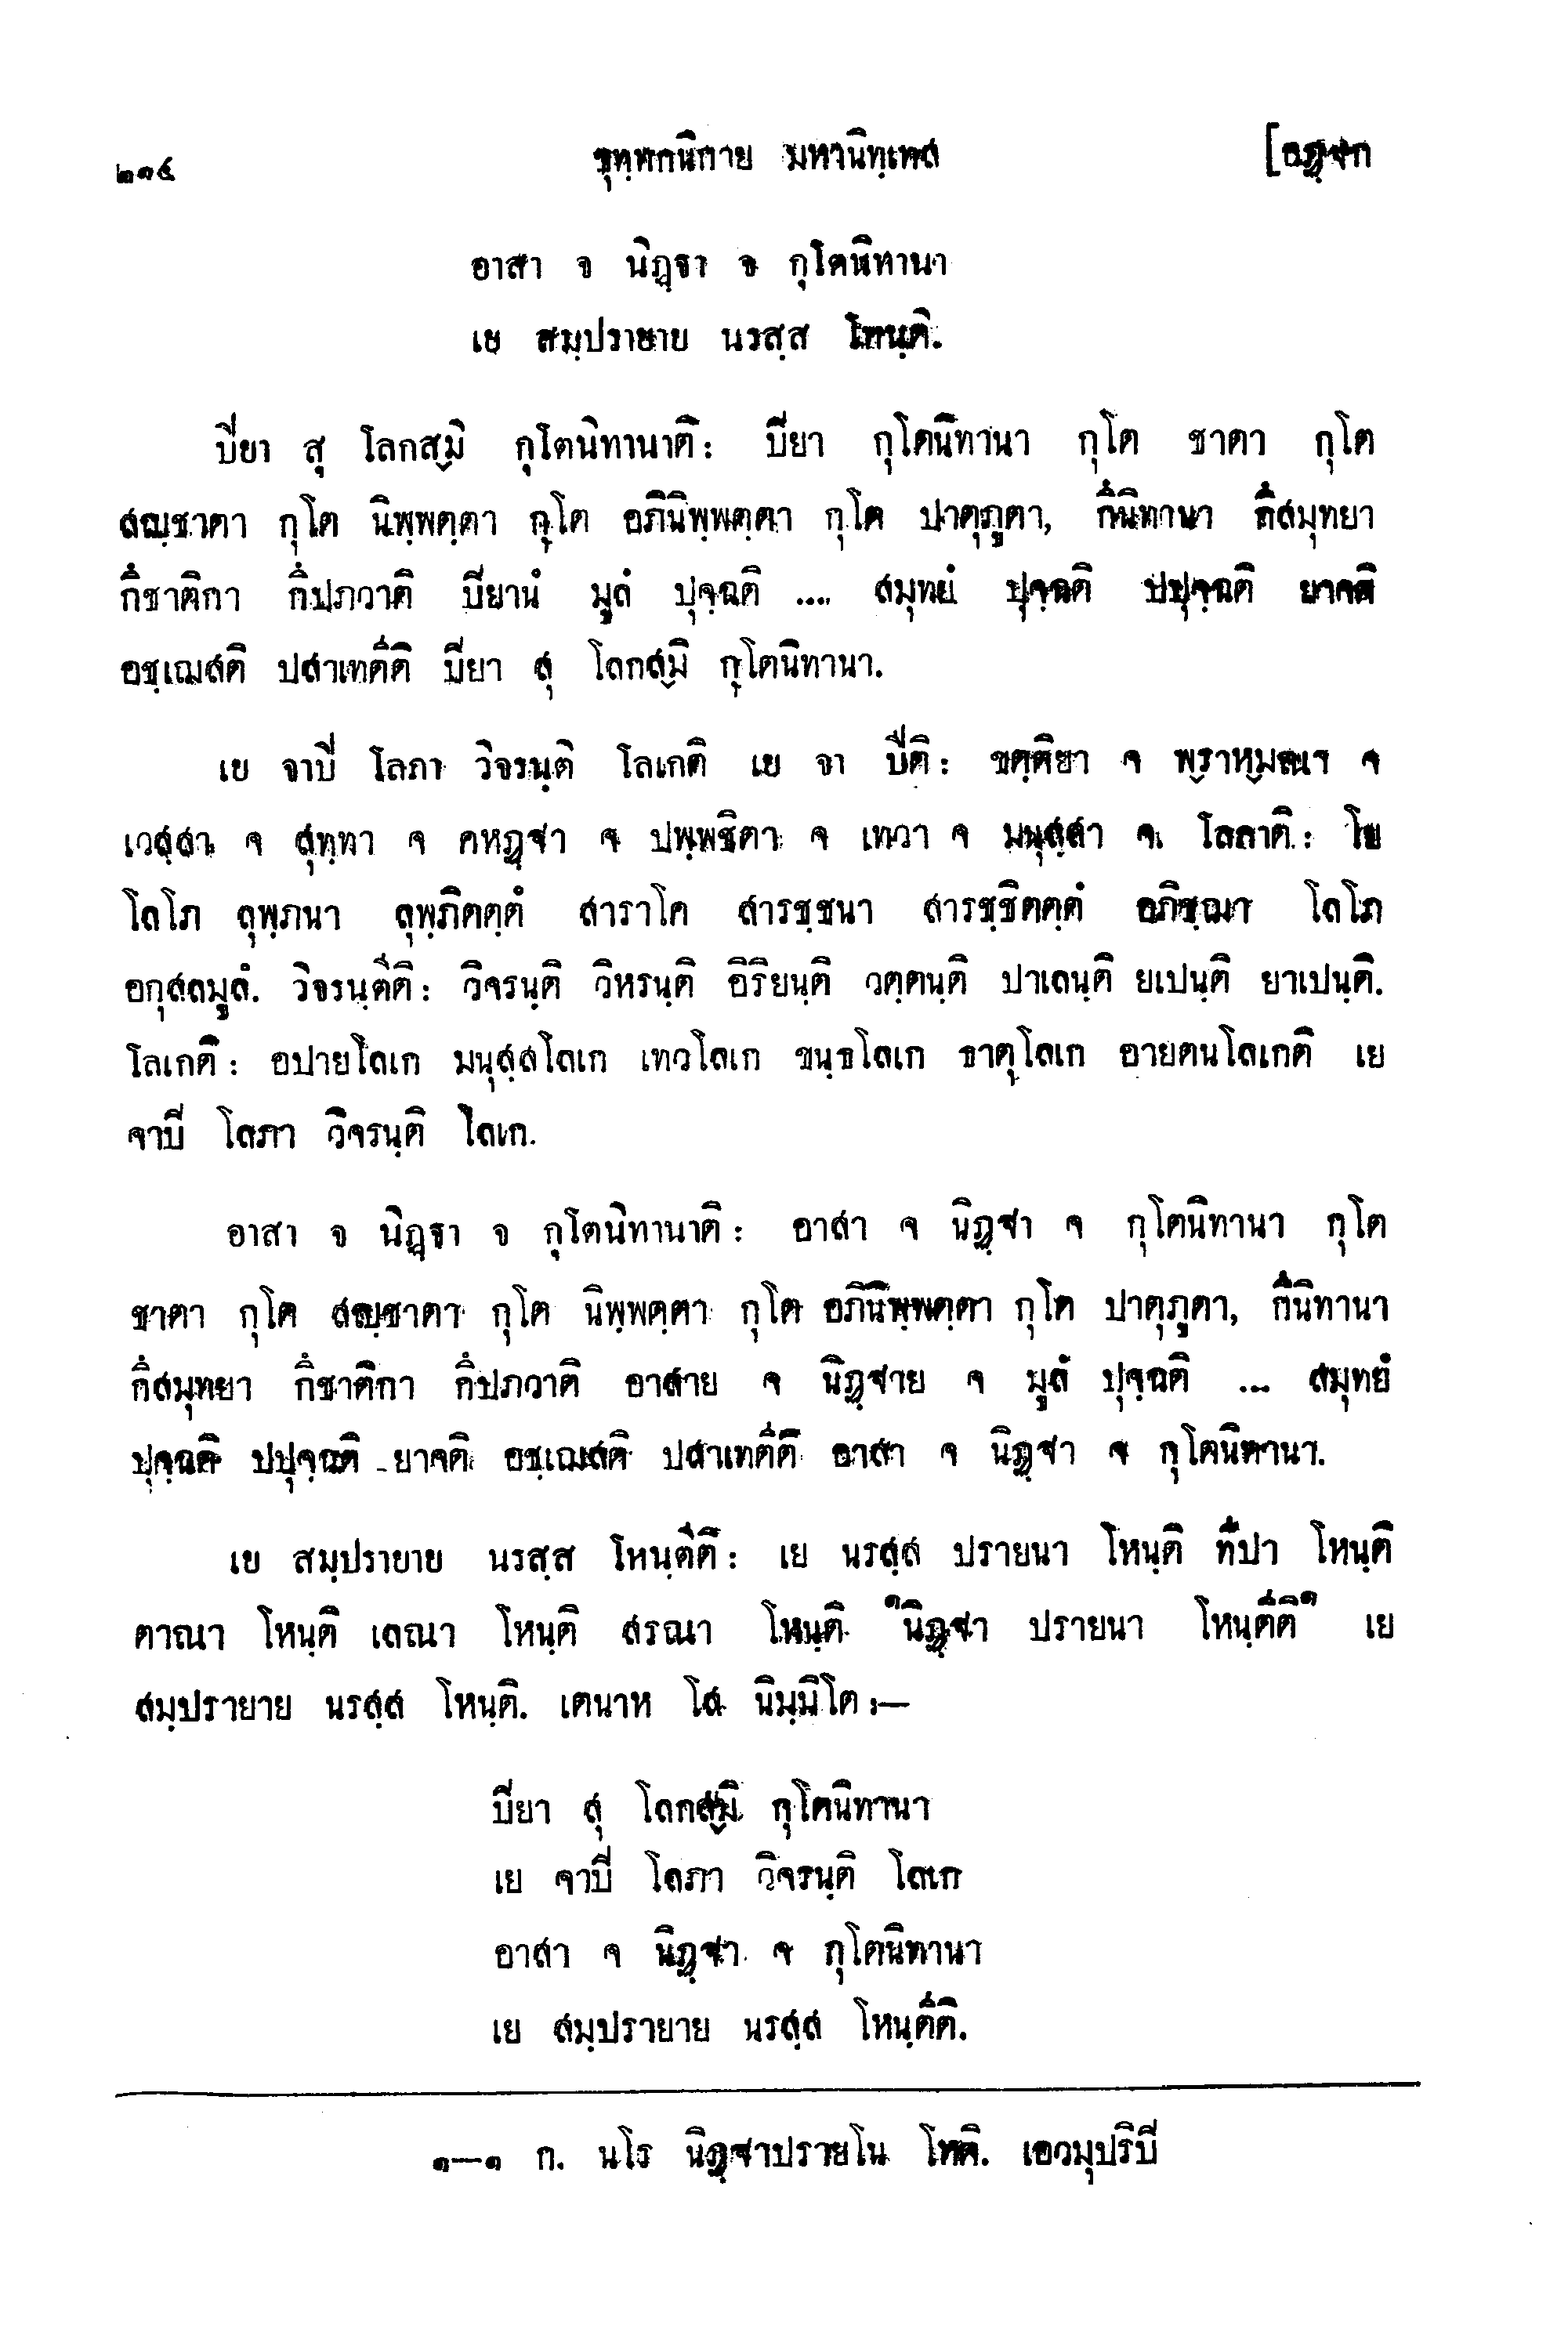 ๒๑๔ ขุทฺทกนิกาย มหานิทฺเทส [อฏฺฐก
อาสา จ นิฏฺฐา จ กุโตนิทานา
เย สมฺปรายาย นรสฺส โหนฺติ.
ปิยา สุ โลกสฺมึ กุโตนิทานาติ: ปิยา กุโตนิทานา กุโต ชาตา กุโต
สญฺชาตา กุโต นิพฺพตฺตา กุโต อภินิพฺพตฺตา กุโต ปาตุภูตา, กึนิทานา กึสมุทยา
กึชาติกา กึปภวาติ ปิยานํ มูลํ ปุจฺฉติ .... สมุทยํ ปุจฺฉติ ปปุจฺฉติ ยาจติ
อชฺเฌสติ ปสาเทตีติ ปิยา สุ โลกสฺมึ กุโตนิทานา.
เย จาปิ โลภา วิจรนฺติ โลเกติ เย จา ปีติ: ขตฺติยา จ พฺราหฺมณา จ
เวสฺสา จ สุทฺทา จ คหฏฺฐา จ ปพฺพชิตา จ เทวา จ มนุสฺสา จ. โลภาติ: โย
โลโภ ลุพฺภนา ลุพฺภิตตฺตํ สาราโค สารชฺชนา สารชฺชิตตฺตํ อภิชฺฌา โลโภ
อกุสลมูลํ. วิจรนฺตีติ: วิจรนฺติ วิหรนฺติ อิริยนฺติ วตฺตนฺติ ปาเลนฺติ ยเปนฺติ ยาเปนฺติ.
โลเกติ: อปายโลเก มนุสฺสโลเก เทวโลเก ขนฺธโลเก ธาตุโลเก อายตนโลเกติ เย
จาปิ โลภา วิจรนฺติ โลเก.
อาสา จ นิฏฺฐา จ กุโตนิทานาติ: อาสา จ นิฏฺฐา จ กุโตนิทานา กุโต
ชาตา กุโต สญฺชาตา กุโต นิพฺพตฺตา กุโต อภินิพฺพตฺตา กุโต ปาตุภูตา, กึนิทานา
กึสมุทยา กึชาติกา กึปภวาติ อาสาย จ นิฏฺฐาย จ มูลํ ปุจฺฉติ ... สมุทยํ
ปุจฺฉติ ปปุจฺฉติ ยาจติ อชฺเฌสติ ปสาเทตีติ อาสา จ นิฏฺฐา จ กุโตนิทานา.
เย สมฺปรายาย นรสฺส โหนฺตีติ: เย นรสฺส ปรายนา โหนฺติ ทีปา โหนฺติ
ตาณา โหนฺติ เลณา โหนฺติ สรณา โหนฺติ ๑นิฏฺฐา ปรายนา โหนฺตีติ๑ เย
สมฺปรายาย นรสฺส โหนฺติ. เตนาห โส นิมฺมิโต:—
ปิยา สุ โลกสฺมึ กุโตนิทานา
เย จาปิ โลภา วิจรนฺติ โลเก
อาสา จ นิฏฺฐา จ กุโตนิทานา
เย สมฺปรายาย นรสฺส โหนฺตีติ.
๑—๑ ก. นโร นิฏฺฐาปรายโน โหติ. เอวมุปริปิ